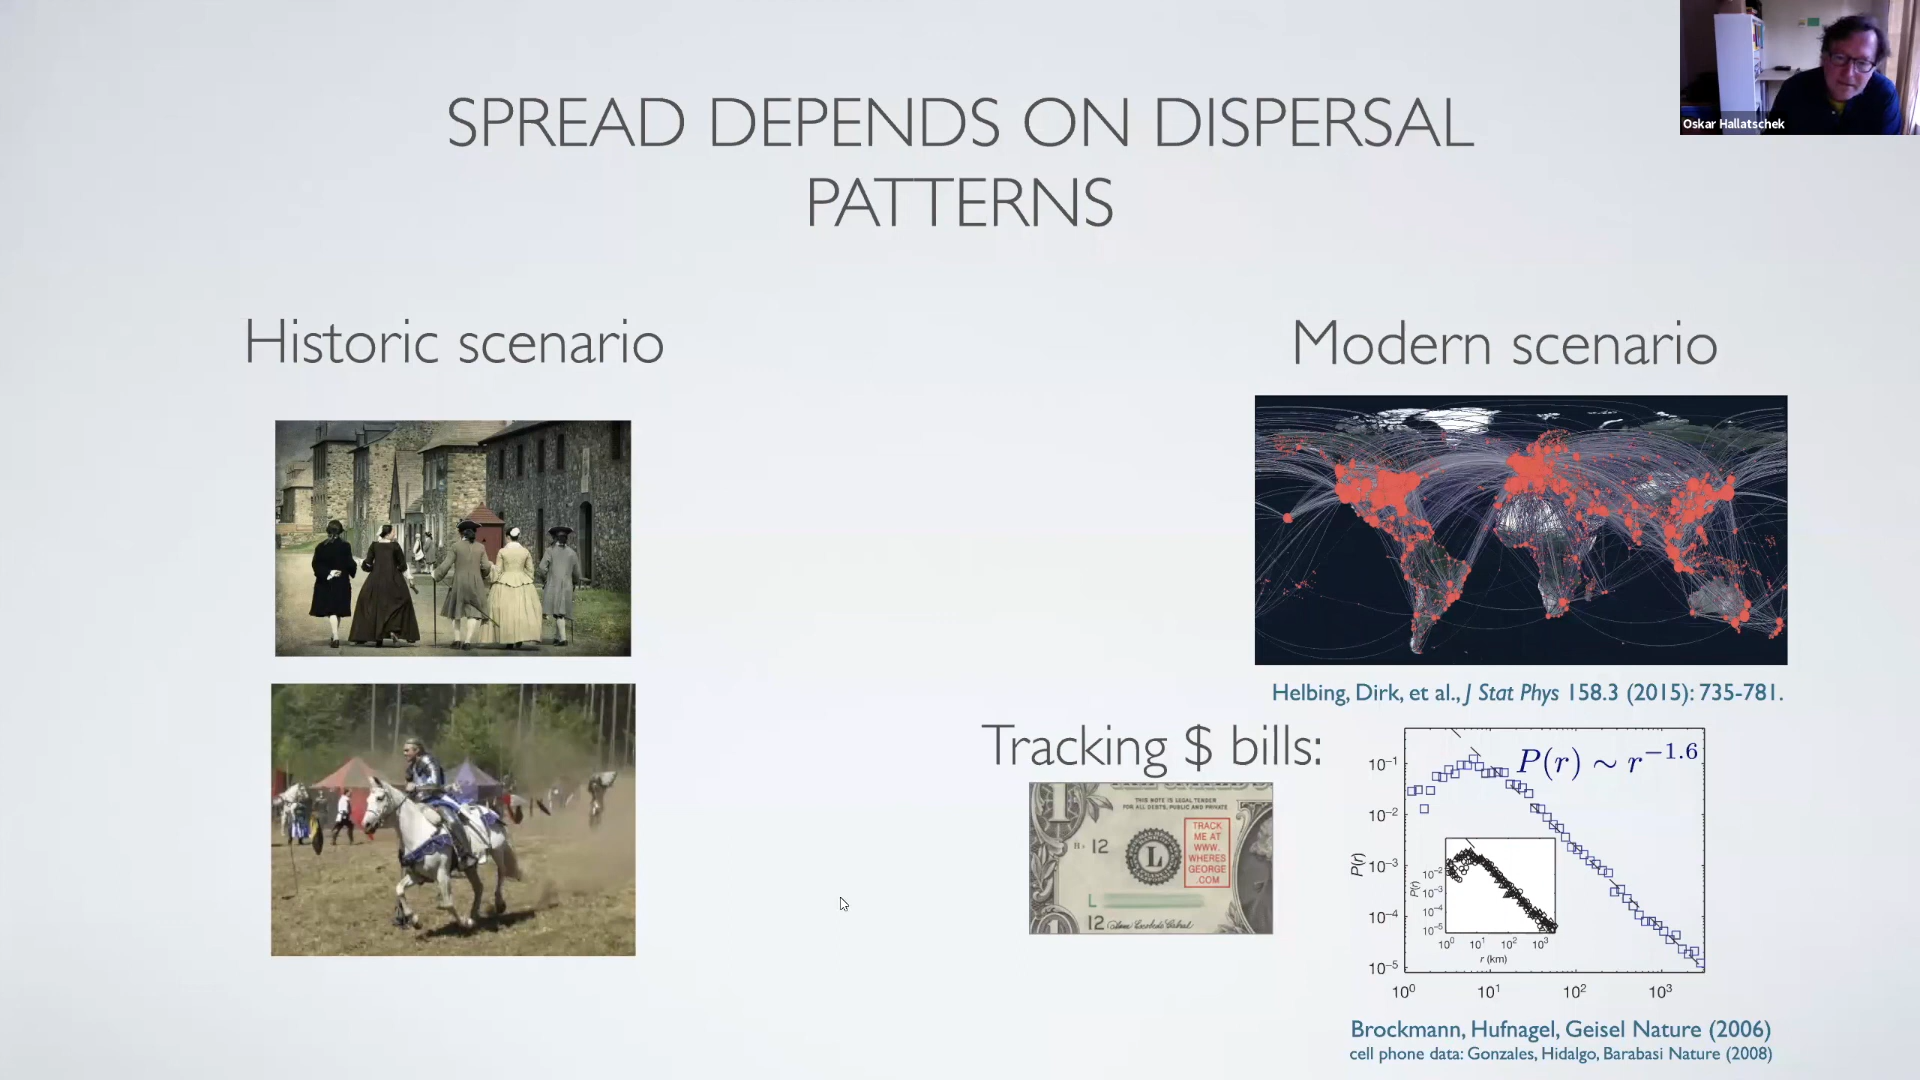 SPREAD DEPENDS ON DISPERSAL
PATTERNS
Oskar Hallatschek
Historic scenario
Modern scenario
Helbing, Dirk, et al., J Stat Phys 158.3 (2015): 735-781.
Tracking $ bills:
THIS NOTE IS LEGAL TENDER
FOR ALL DEBTS, PUBLIC AND PRIVATE
H 12
L
TRACK
ME AT
WWW.
WHERES
GEORGE
.COM
L
12
P(r) ∼ r^{-1.6}
P(r)
10^{-1}
10^{-2}
10^{-3}
10^{-4}
10^{-5}
10^0 10^1 10^2 10^3
P(r)
10^{-2}
10^{-3}
10^{-4}
10^{-5}
10^0 10^1 10^2 10^3
r (km)
Brockmann, Hufnagel, Geisel Nature (2006)
cell phone data: Gonzales, Hidalgo, Barabasi Nature (2008)